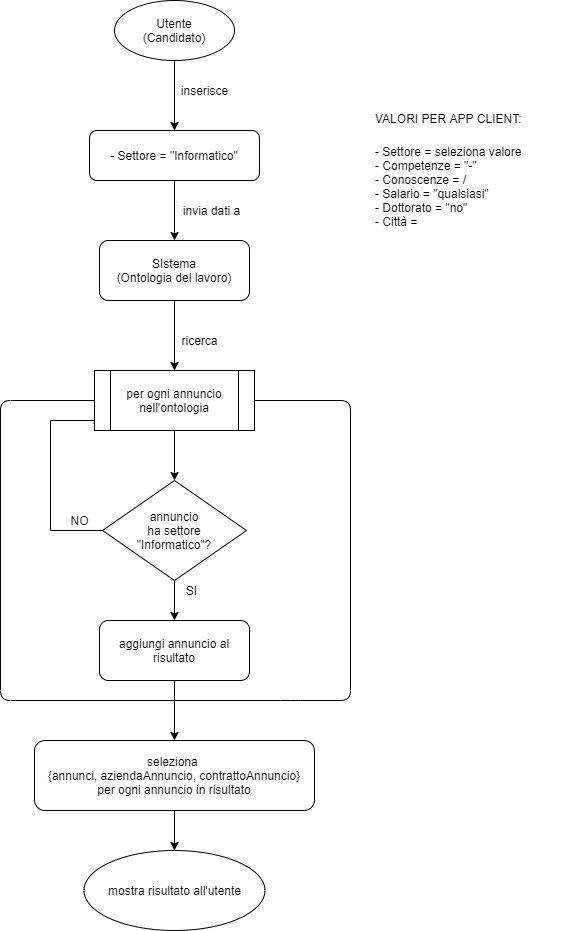 Utente
(Candidato)
inserisce
- Settore = "Informatico"
invia dati a
SIstema
(Ontologia del lavoro)
ricerca
per ogni annuncio
nell'ontologia
annuncio
ha settore
"Informatico"?
NO
SI
aggiungi annuncio al
risultato
seleziona
{annunci, aziendaAnnuncio, contrattoAnnuncio}
per ogni annuncio in risultato
mostra risultato all'utente
VALORI PER APP CLIENT:
- Settore = seleziona valore
- Competenze = "-"
- Conoscenze = /
- Salario = "qualsiasi"
- Dottorato = "no"
- Città =